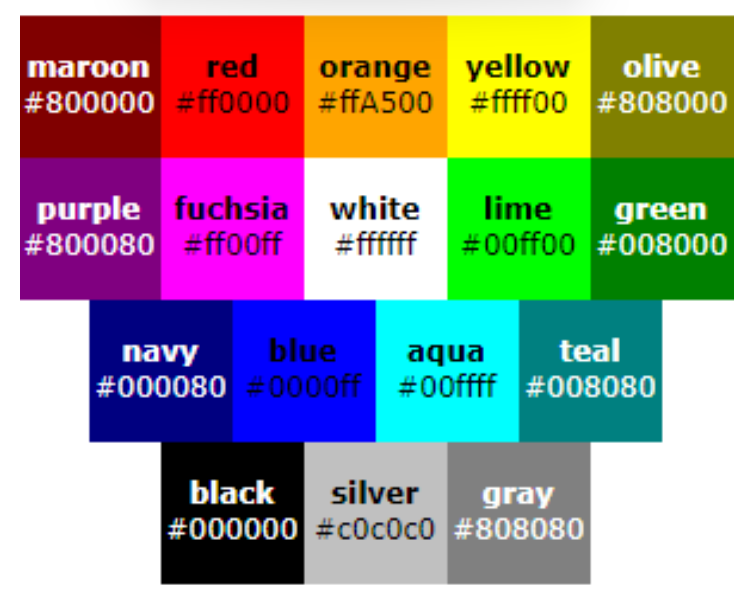 maroon red orange yellow olive
#800000 #ff0000 #ffA500 #ffff00 #808000
purple fuchsia white lime green
#800080 #ff00ff #ffffff #00ff00 #008000
navy blue aqua teal
#000080 #0000ff #00ffff #008080
black silver gray
#000000 #c0c0c0 #808080